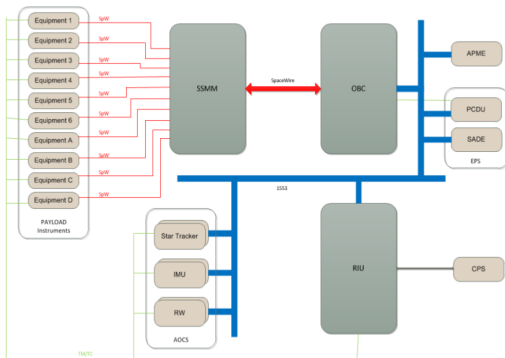 Equipment 1
Equipment 2
Equipment 3
Equipment 4
Equipment 5
Equipment 6
Equipment A
Equipment B
Equipment C
Equipment D
PAYLOAD
Instruments
SpW
SpW
SpW
SpW
SpW
SpW
SpW
SpW
SpW
SpW
SSMM
SpaceWire
OBC
APME
PCDU
SADE
EPS
1553
Star Tracker
IMU
RW
AOCS
RIU
CPS
TM/TC